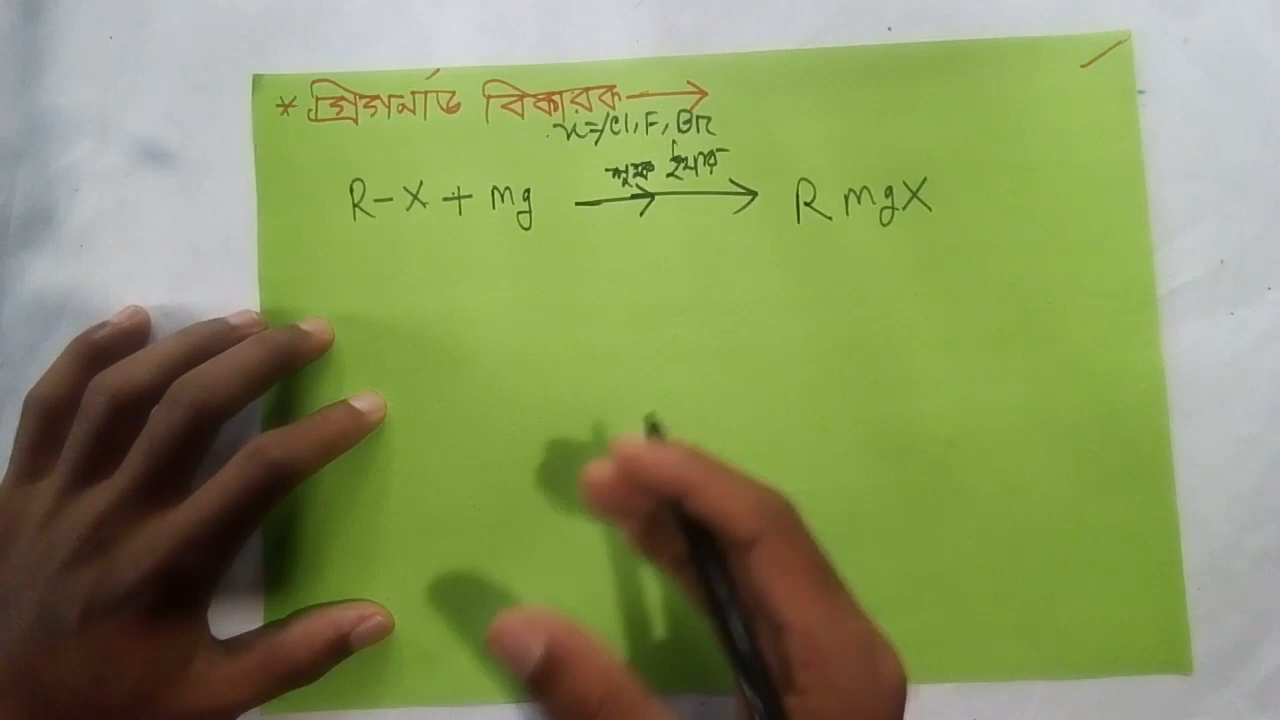 * গ্রিগনার্ড বিকারক →
x=/Cl, F, Br
শুষ্ক ইথার
R-X + mg → R mgX